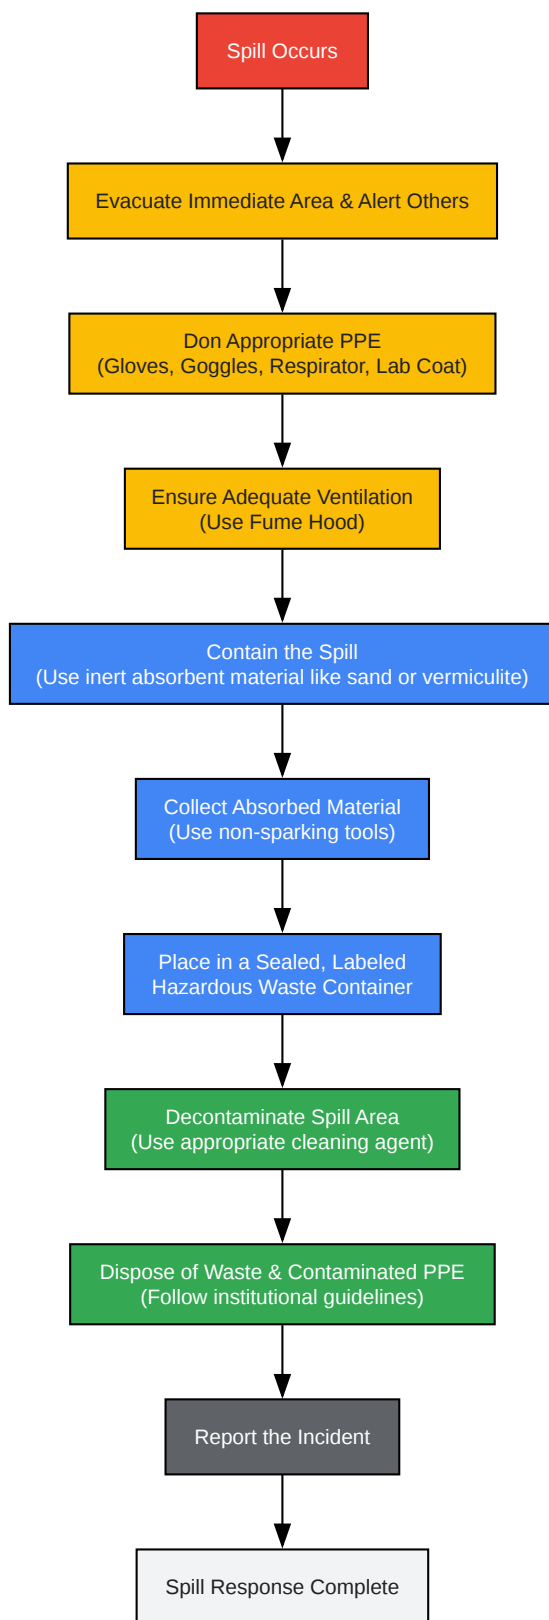 Spill Occurs
Evacuate Immediate Area & Alert Others
Don Appropriate PPE
(Gloves, Goggles, Respirator, Lab Coat)
Ensure Adequate Ventilation
(Use Fume Hood)
Contain the Spill
(Use inert absorbent material like sand or vermiculite)
Collect Absorbed Material
(Use non-sparking tools)
Place in a Sealed, Labeled
Hazardous Waste Container
Decontaminate Spill Area
(Use appropriate cleaning agent)
Dispose of Waste & Contaminated PPE
(Follow institutional guidelines)
Report the Incident
Spill Response Complete